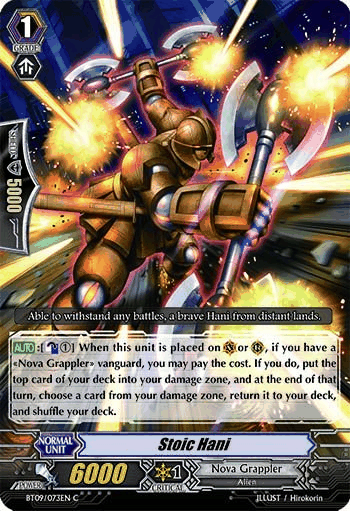 1
GRADE
SHIELD
5000
Able to withstand any battles, a brave Hani from distant lands.
AUTO:[①] When this unit is placed on V or R, if you have a
«Nova Grappler» vanguard, you may pay the cost. If you do, put the
top card of your deck into your damage zone, and at the end of that
turn, choose a card from your damage zone, return it to your deck,
and shuffle your deck.
NORMAL
UNIT
Stoic Hani
POWER
6000
1
CRITICAL
Nova Grappler
Alien
BT09/073EN C
ILLUST / Hirokorin